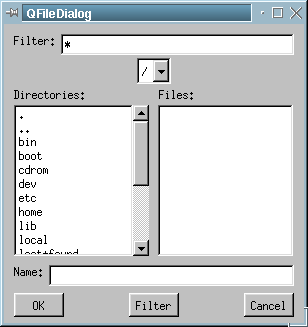 QFileDialog
Filter: *
/
Directories: Files:
.
..
bin
boot
cdrom
dev
etc
home
lib
local
lost+found
Name:
OK Filter Cancel